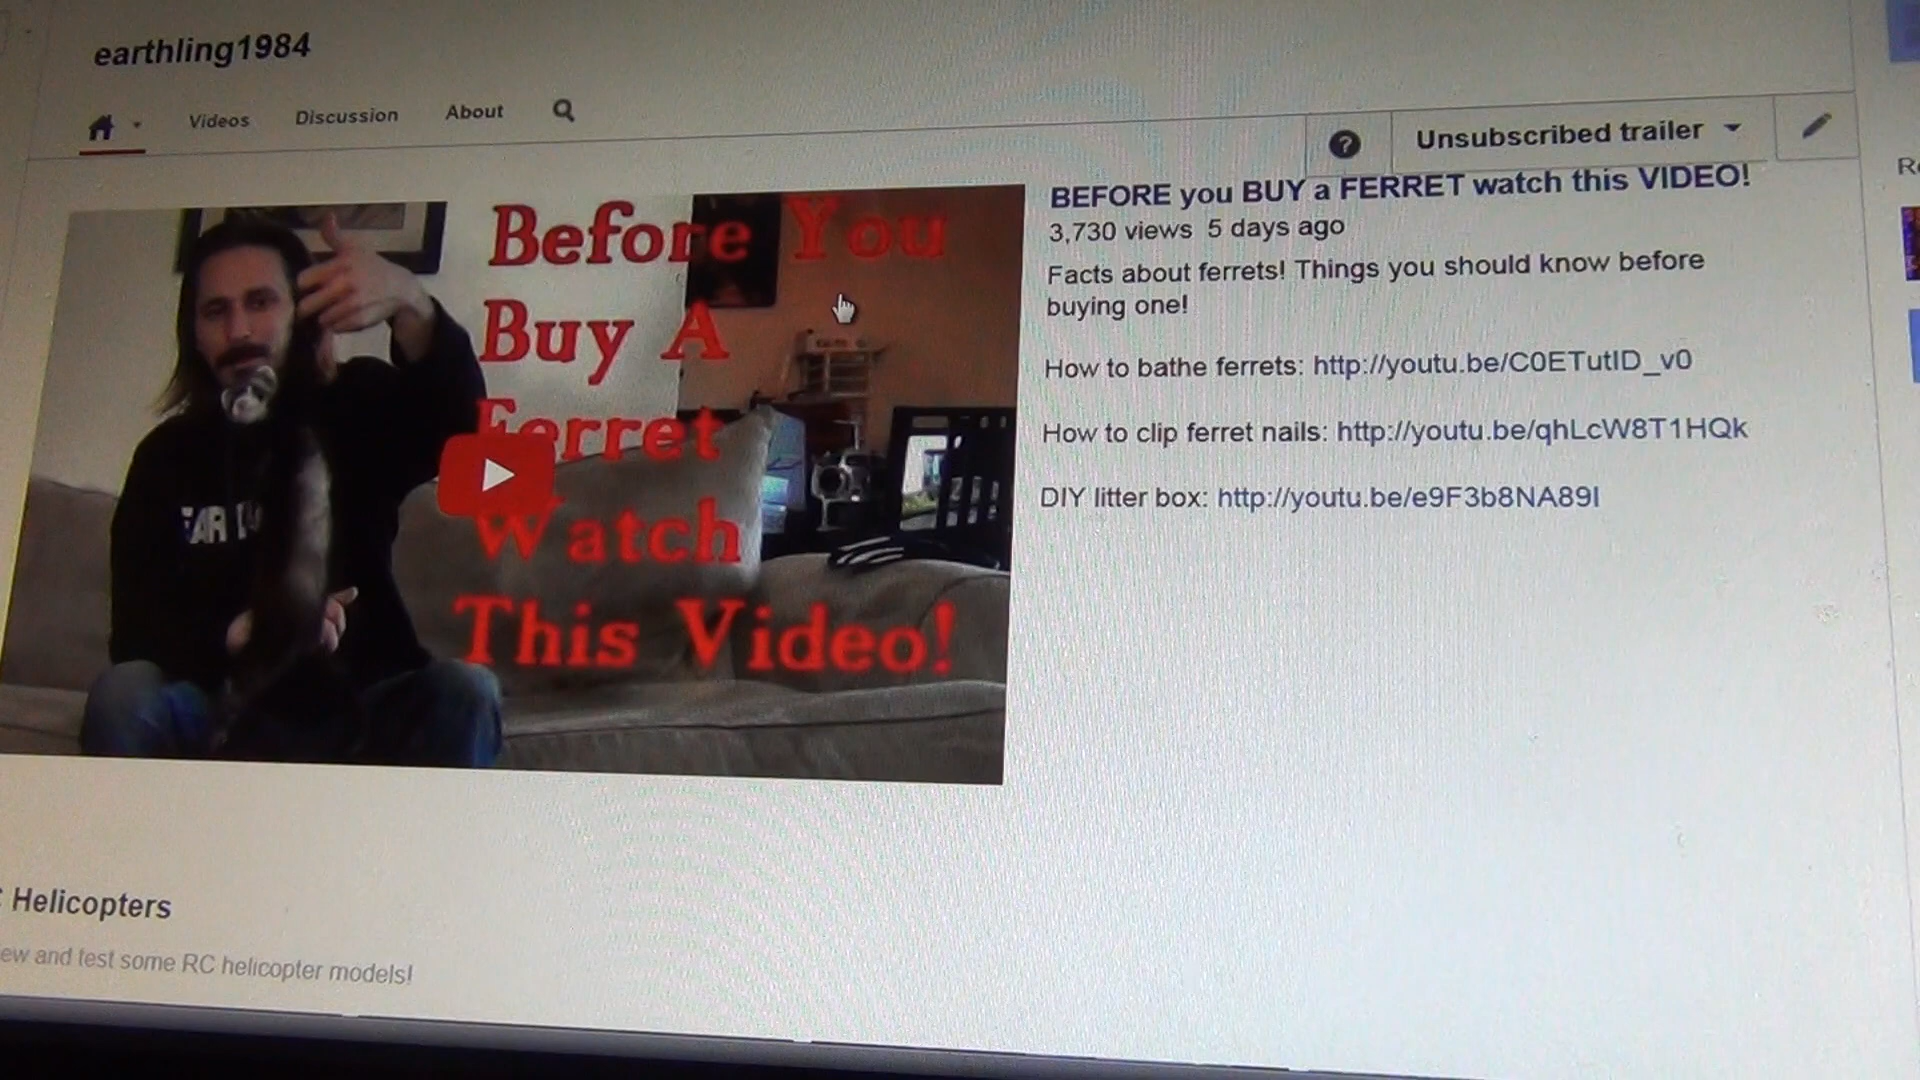 earthling1984
Videos Discussion About
Unsubscribed trailer
Before You
Buy A
Ferret
Watch
This Video!
BEFORE you BUY a FERRET watch this VIDEO!
3,730 views 5 days ago
Facts about ferrets! Things you should know before
buying one!
How to bathe ferrets: http://youtu.be/C0ETutID_v0
How to clip ferret nails: http://youtu.be/qhLcW8T1HQk
DIY litter box: http://youtu.be/e9F3b8NA89I
Helicopters
and test some RC helicopter models!